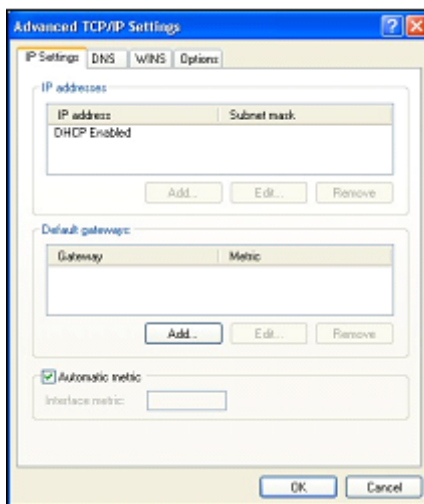 Advanced TCP/IP Settings
IP Settings DNS WINS Options
IP addresses
IP address Subnet mask
DHCP Enabled
Add... Edit... Remove
Default gateways:
Gateway Metric
Add... Edit... Remove
Automatic metric
Interface metric:
OK Cancel